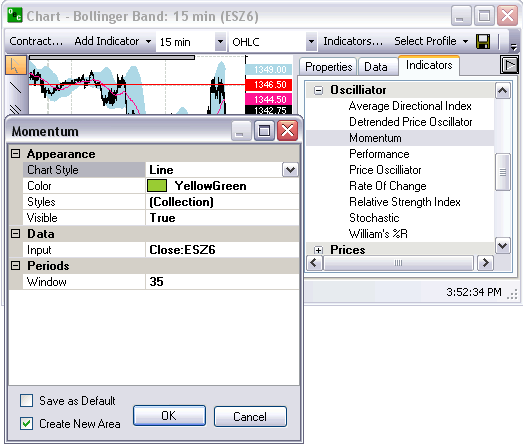 Chart - Bollinger Band: 15 min (ESZ6)
Contract... Add Indicator 15 min OHLC Indicators... Select Profile
1349.00
1346.50
1344.50
1342.75
Properties Data Indicators
Oscilliator
Average Directional Index
Detrended Price Oscillator
Momentum
Performance
Price Oscilliator
Rate Of Change
Relative Strength Index
Stochastic
William's %R
Prices
3:52:34 PM
Momentum
Appearance
Chart Style Line
Color YellowGreen
Styles (Collection)
Visible True
Data
Input Close:ESZ6
Periods
Window 35
Save as Default
Create New Area
OK Cancel